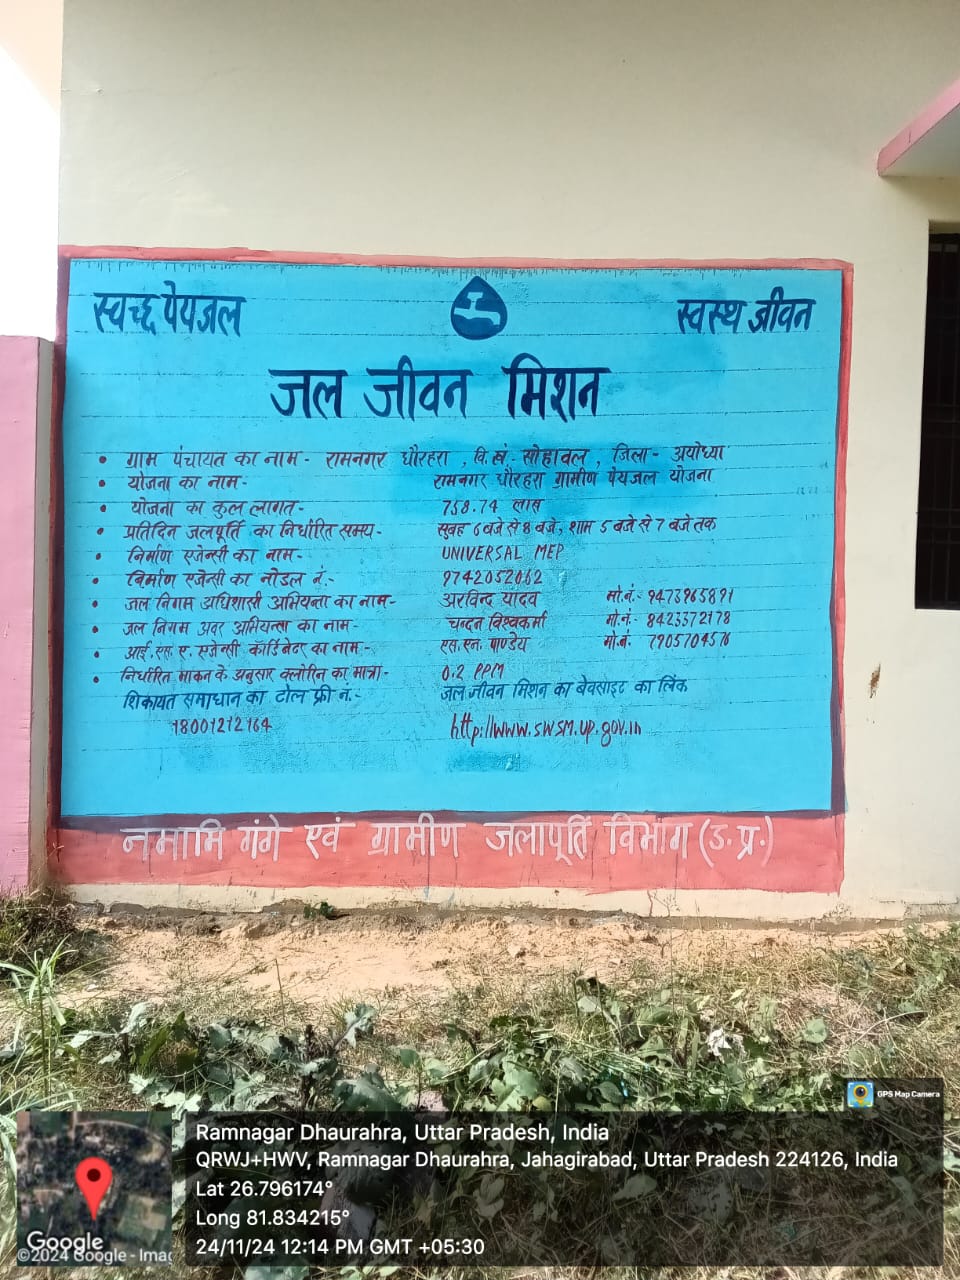 स्वच्छ पेयजल
स्वस्थ जीवन
जल जीवन मिशन
• ग्राम पंचायत का नाम- रामनगर धौरहरा, वि.खं. सोहावल, जिला- अयोध्या
• योजना का नाम- रामनगर धौरहरा ग्रामीण पेयजल योजना
• योजना का कुल लागत- 758.74 लाख
• प्रतिदिन जलपूर्ति का निर्धारित समय- सुबह 6 बजे से 8 बजे, शाम 5 बजे से 7 बजे तक
• निर्माण एजेन्सी का नाम- UNIVERSAL MEP
• निर्माण एजेन्सी का नोडल नं.- 9742052062
• जल निगम अधिशासी अभियन्ता का नाम- अरविन्द यादव मो.नं.-
• जल निगम अवर अभियन्ता का नाम- चन्दन विश्वकर्मा मो.नं.- 8423372178
• आई.एस.ए. एजेन्सी कार्डिनेटर का नाम- एस.एन. पाण्डेय मो.नं.
• निर्धारित मानक के अनुसार क्लोरिन का मात्रा- 0.2 PPM
शिकायत समाधान का टोल फ्री नं.- जल जीवन मिशन का बेवसाइट का लिंक
18001212164 http://www.swsm.up.gov.in
नमामि गंगे एवं ग्रामीण जलापूर्ति विभाग (उ.प्र.)
GPS Map Camera
Ramnagar Dhaurahra, Uttar Pradesh, India
QRWJ+HWV, Ramnagar Dhaurahra, Jahagirabad, Uttar Pradesh 224126, India
Lat 26.796174°
Long 81.834215°
24/11/24 12:14 PM GMT +05:30
Google
©2024 Google - Imag